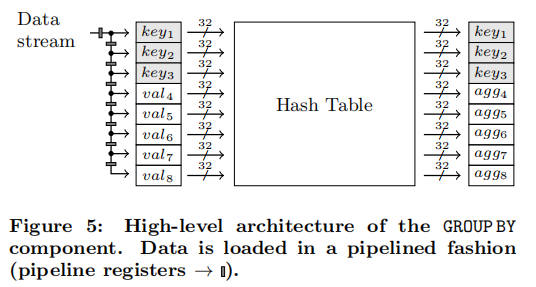 Data
stream
key1 32 32 key1
key2 32 32 key2
key3 32 32 key3
val4 32 32 agg4
val5 32 32 agg5
val6 32 32 agg6
val7 32 32 agg7
val8 32 32 agg8
Hash Table
Figure 5: High-level architecture of the GROUP BY
component. Data is loaded in a pipelined fashion
(pipeline registers → ▯).